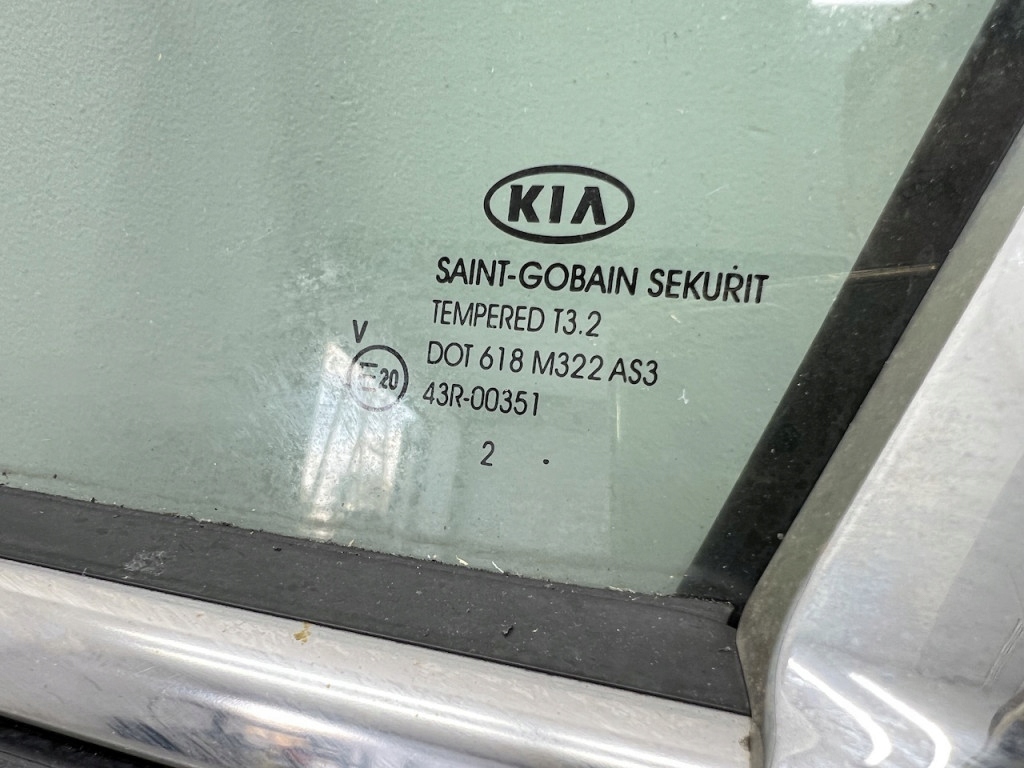 KIA
SAINT-GOBAIN SEKURIT
TEMPERED T3.2
V
DOT 618 M322 AS3
E20
43R-00351
2 .